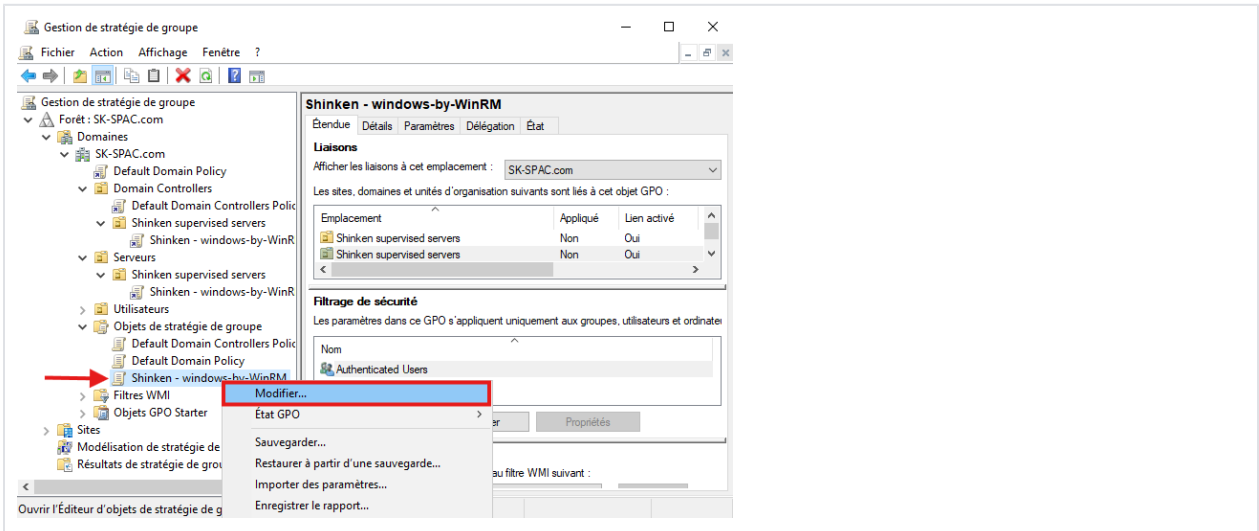 Gestion de stratégie de groupe
Fichier Action Affichage Fenêtre ?
Gestion de stratégie de groupe
Forêt : SK-SPAC.com
Domaines
SK-SPAC.com
Default Domain Policy
Domain Controllers
Default Domain Controllers Polic
Shinken supervised servers
Shinken - windows-by-WinR
Serveurs
Shinken supervised servers
Shinken - windows-by-WinR
Utilisateurs
Objets de stratégie de groupe
Default Domain Controllers Polic
Default Domain Policy
Shinken - windows-by-WinRM
Filtres WMI
Objets GPO Starter
Sites
Modélisation de stratégie de
Résultats de stratégie de grou
Ouvrir l'Éditeur d'objets de stratégie de g
Shinken - windows-by-WinRM
Étendue Détails Paramètres Délégation État
Liaisons
Afficher les liaisons à cet emplacement : SK-SPAC.com
Les sites, domaines et unités d'organisation suivants sont liés à cet objet GPO :
Emplacement Appliqué Lien activé
Shinken supervised servers Non Oui
Shinken supervised servers Non Oui
Filtrage de sécurité
Les paramètres dans ce GPO s'appliquent uniquement aux groupes, utilisateurs et ordinate
Nom
Authenticated Users
er Propriétés
au filtre WMI suivant :
Modifier...
État GPO
Sauvegarder...
Restaurer à partir d'une sauvegarde...
Importer des paramètres...
Enregistrer le rapport...